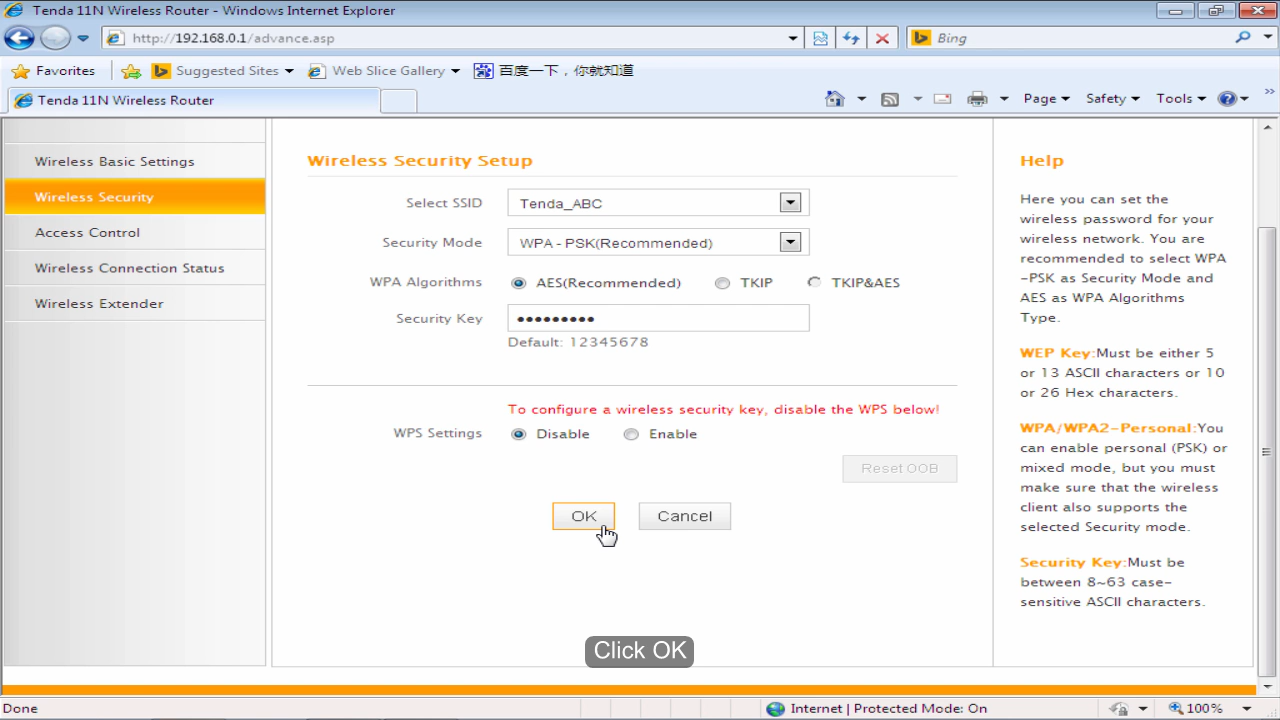 Tenda 11N Wireless Router - Windows Internet Explorer
http://192.168.0.1/advance.asp
Bing
Favorites
Suggested Sites
Web Slice Gallery
百度一下，你就知道
Tenda 11N Wireless Router
Page
Safety
Tools
Wireless Basic Settings
Wireless Security
Access Control
Wireless Connection Status
Wireless Extender
Wireless Security Setup
Select SSID
Tenda_ABC
Security Mode
WPA - PSK(Recommended)
WPA Algorithms
AES(Recommended)
TKIP
TKIP&AES
Security Key
•••••••••
Default: 12345678
To configure a wireless security key, disable the WPS below!
WPS Settings
Disable
Enable
Reset OOB
OK
Cancel
Click OK
Help
Here you can set the
wireless password for your
wireless network. You are
recommended to select WPA
-PSK as Security Mode and
AES as WPA Algorithms
Type.
WEP Key:Must be either 5
or 13 ASCII characters or 10
or 26 Hex characters.
WPA/WPA2-Personal:You
can enable personal (PSK) or
mixed mode, but you must
make sure that the wireless
client also supports the
selected Security mode.
Security Key:Must be
between 8~63 case-
sensitive ASCII characters.
Done
Internet | Protected Mode: On
100%